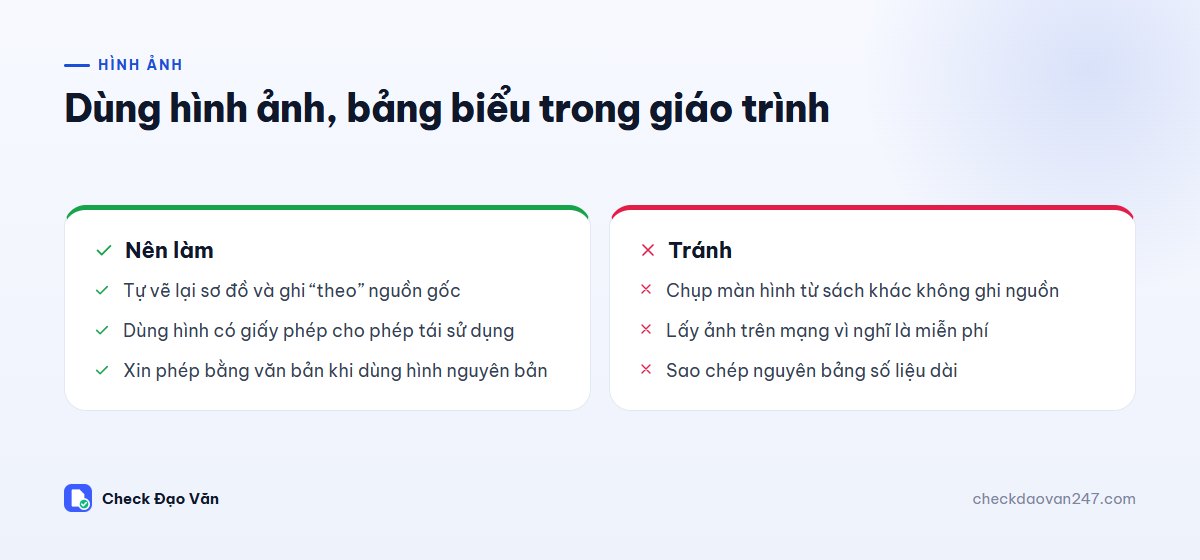 HÌNH ẢNH
Dùng hình ảnh, bảng biểu trong giáo trình
Nên làm
Tự vẽ lại sơ đồ và ghi “theo” nguồn gốc
Dùng hình có giấy phép cho phép tái sử dụng
Xin phép bằng văn bản khi dùng hình nguyên bản
Tránh
Chụp màn hình từ sách khác không ghi nguồn
Lấy ảnh trên mạng vì nghĩ là miễn phí
Sao chép nguyên bảng số liệu dài
Check Đạo Văn
checkdaovan247.com